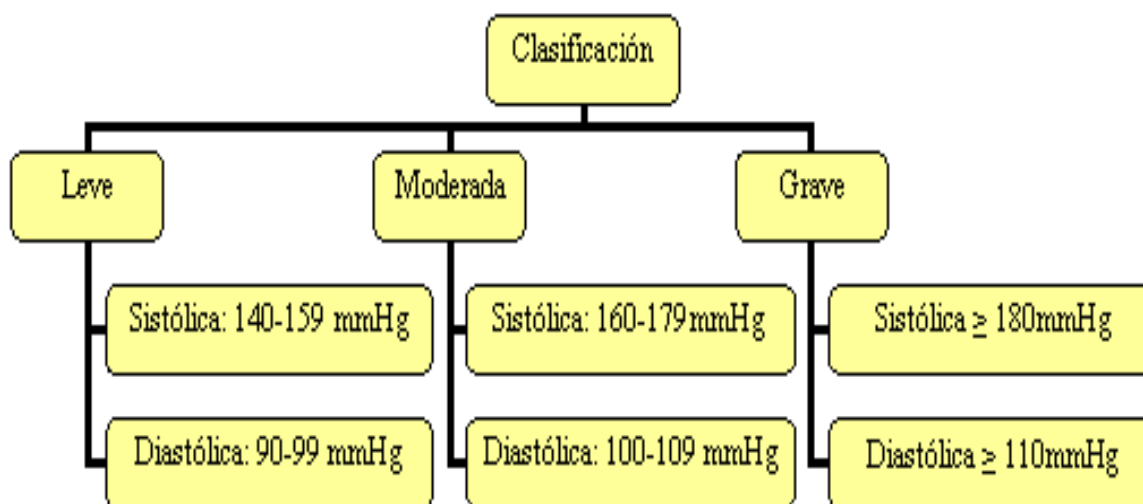 Clasificación
Leve
Moderada
Grave
Sistólica: 140-159 mmHg
Sistólica: 160-179mmHg
Sistólica ≥ 180mmHg
Diastólica: 90-99 mmHg
Diastólica: 100-109 mmHg
Diastólica ≥ 110mmHg